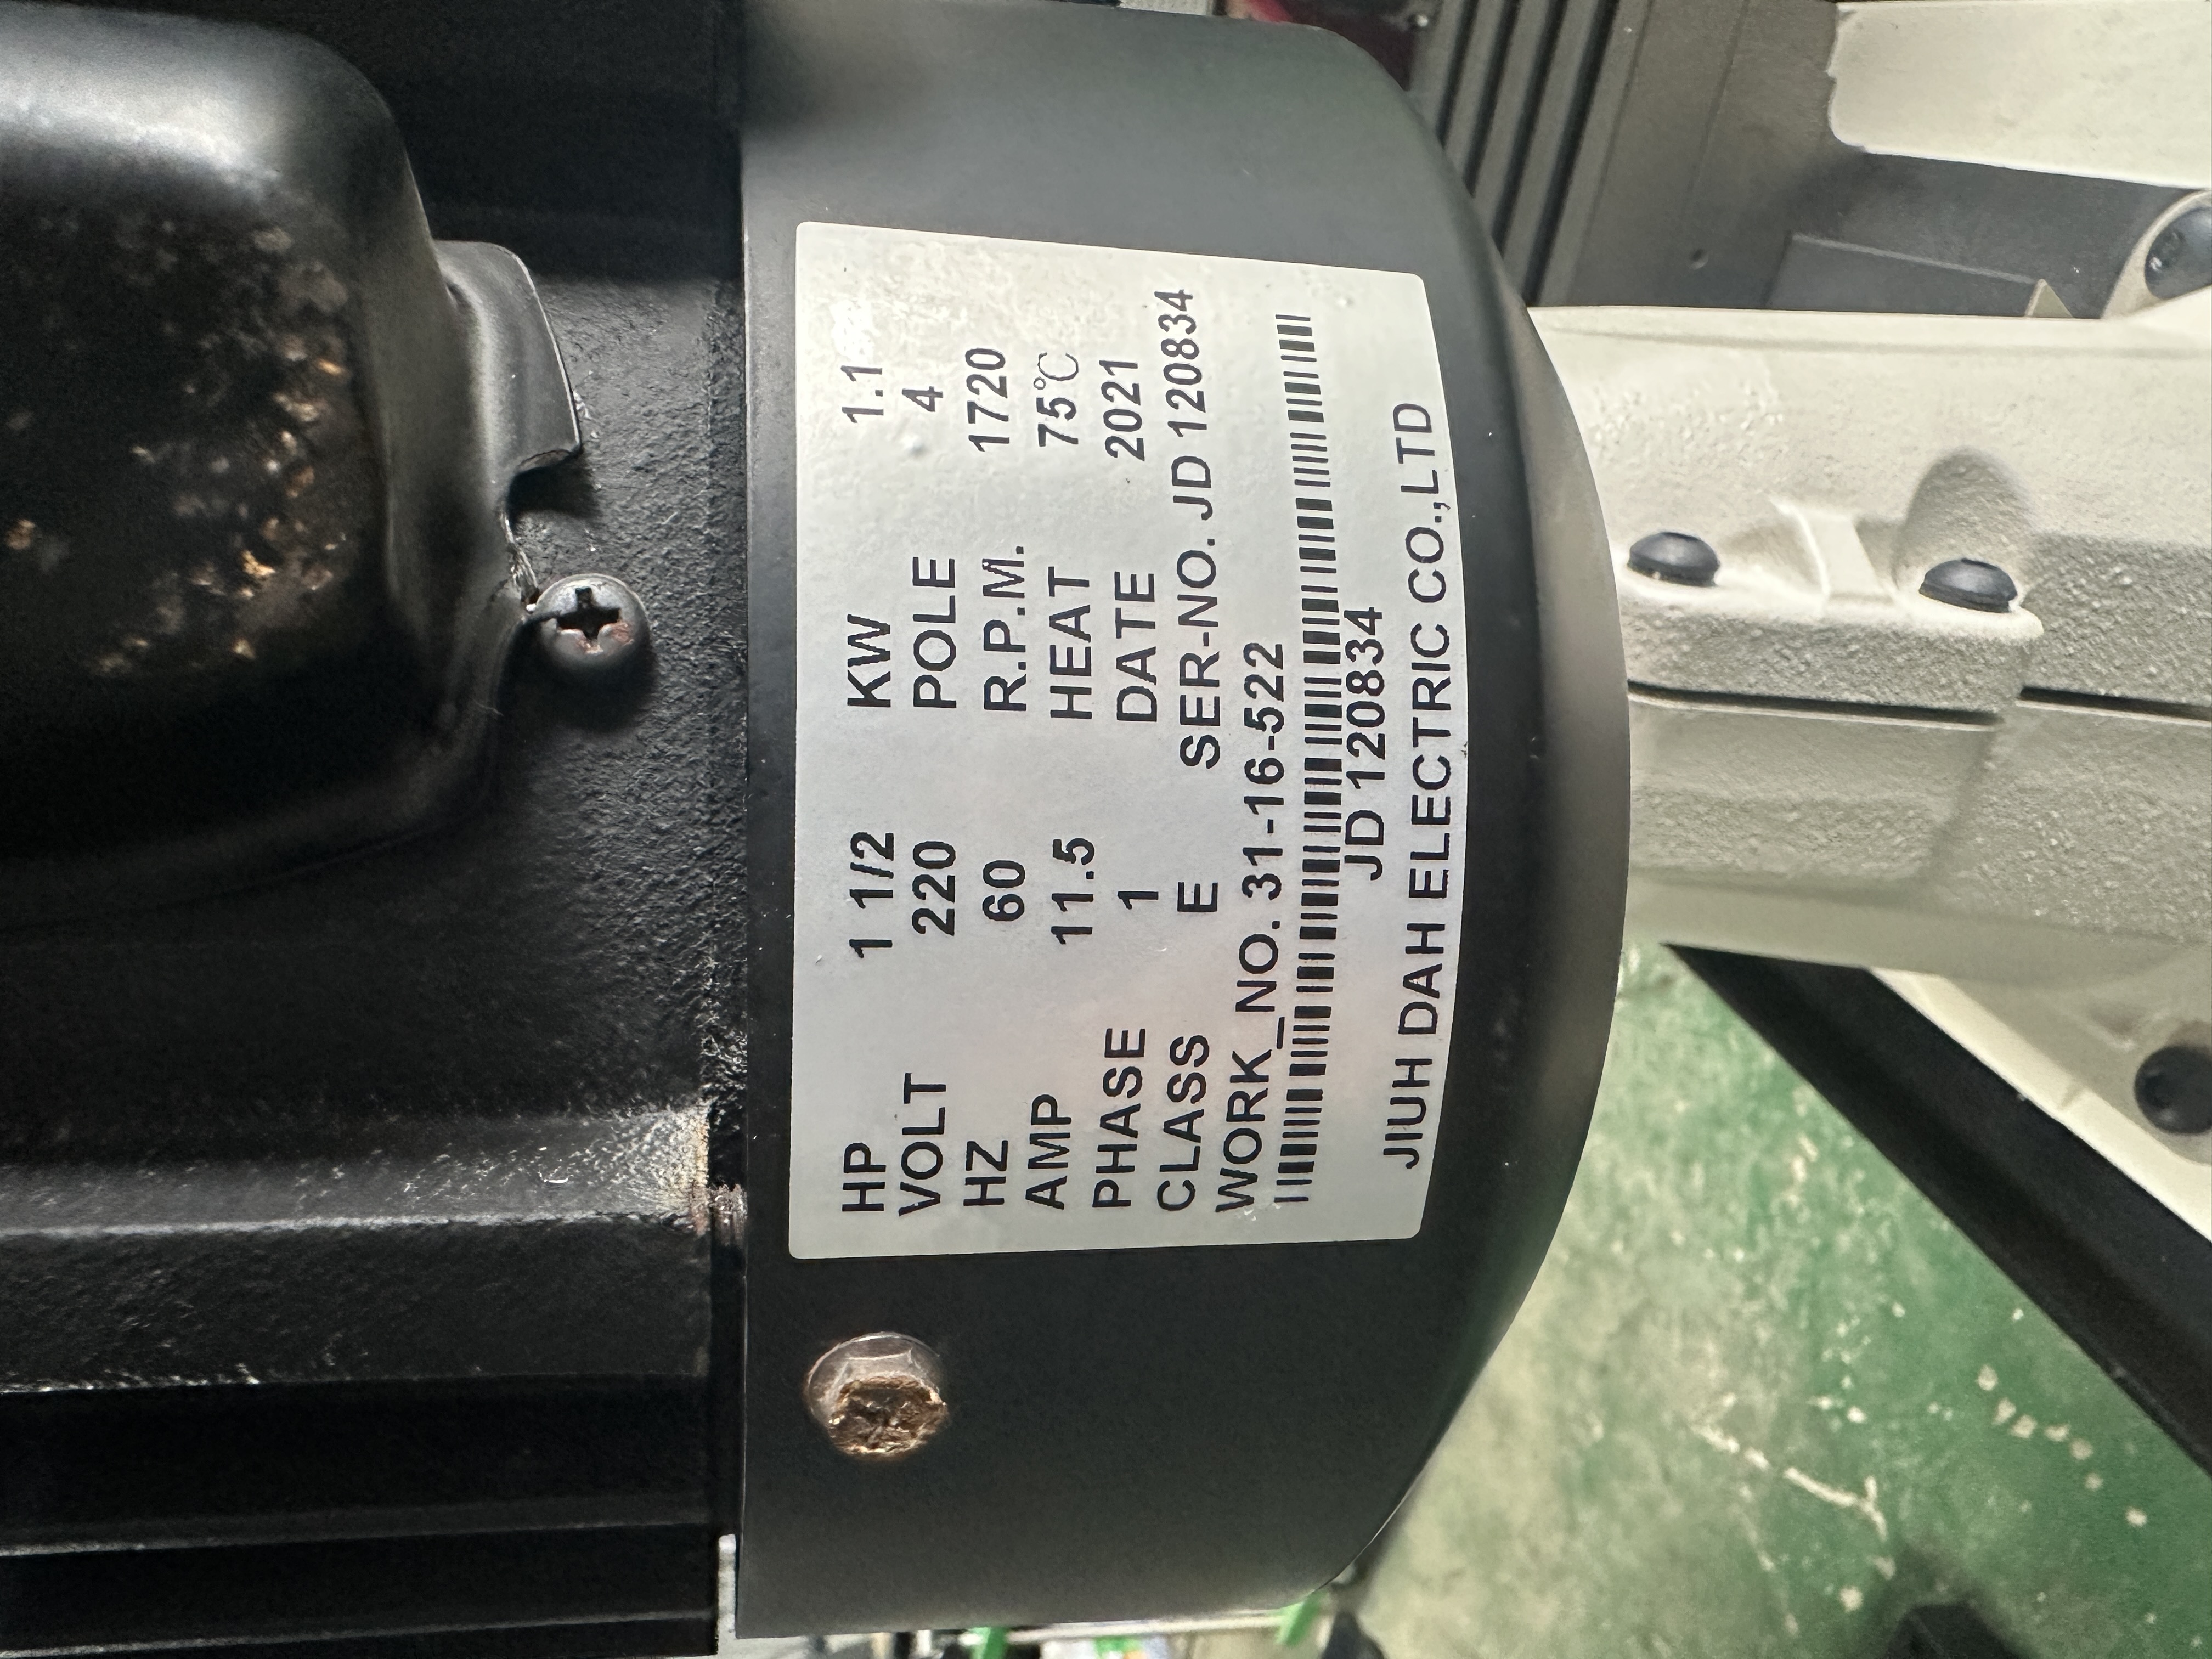 HP 1 1/2 KW 1.1
VOLT 220 POLE 4
HZ 60 R.P.M. 1720
AMP 11.5 HEAT 75℃
PHASE 1 DATE 2021
CLASS E SER-NO. JD 120834
WORK_NO. 31-16-522
JD 120834
JIUH DAH ELECTRIC CO.,LTD